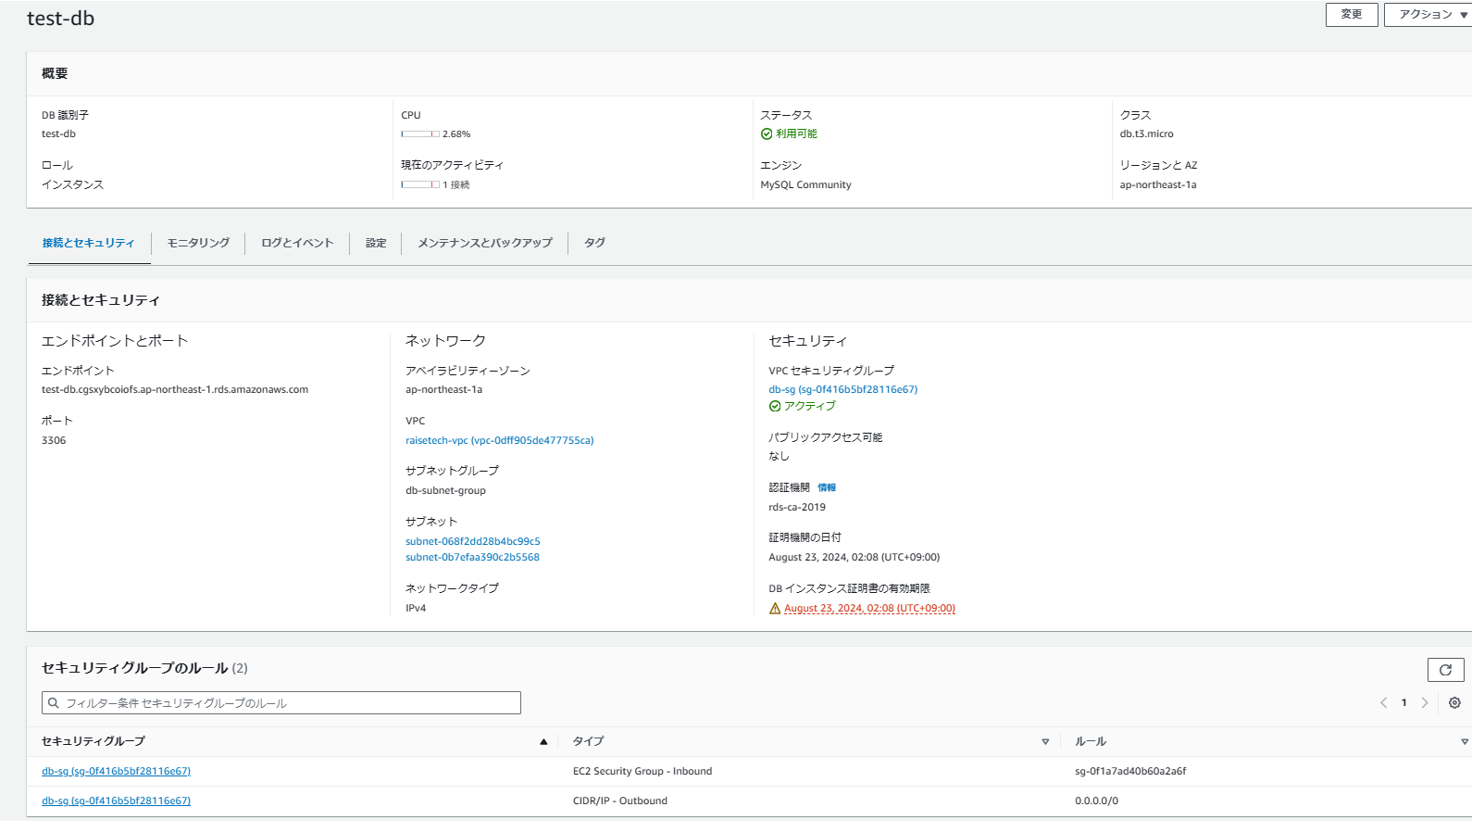 test-db
変更
アクション
概要
DB 識別子
test-db
CPU
2.68%
ステータス
利用可能
クラス
db.t3.micro
ロール
インスタンス
現在のアクティビティ
1 接続
エンジン
MySQL Community
リージョンと AZ
ap-northeast-1a
接続とセキュリティ
モニタリング
ログとイベント
設定
メンテナンスとバックアップ
タグ
接続とセキュリティ
エンドポイントとポート
エンドポイント
test-db.cgsxybcoiofs.ap-northeast-1.rds.amazonaws.com
ポート
3306
ネットワーク
アベイラビリティーゾーン
ap-northeast-1a
VPC
raisetech-vpc (vpc-0dff905de477755ca)
サブネットグループ
db-subnet-group
サブネット
subnet-068f2dd28b4bc99c5
subnet-0b7efaa390c2b5568
ネットワークタイプ
IPv4
セキュリティ
VPC セキュリティグループ
db-sg (sg-0f416b5bf28116e67)
アクティブ
パブリックアクセス可能
なし
認証機関 情報
rds-ca-2019
証明機関の日付
August 23, 2024, 02:08 (UTC+09:00)
DB インスタンス証明書の有効期限
August 23, 2024, 02:08 (UTC+09:00)
セキュリティグループのルール (2)
フィルター条件 セキュリティグループのルール
1
セキュリティグループ
タイプ
ルール
db-sg (sg-0f416b5bf28116e67)
EC2 Security Group - Inbound
sg-0f1a7ad40b60a2a6f
db-sg (sg-0f416b5bf28116e67)
CIDR/IP - Outbound
0.0.0.0/0